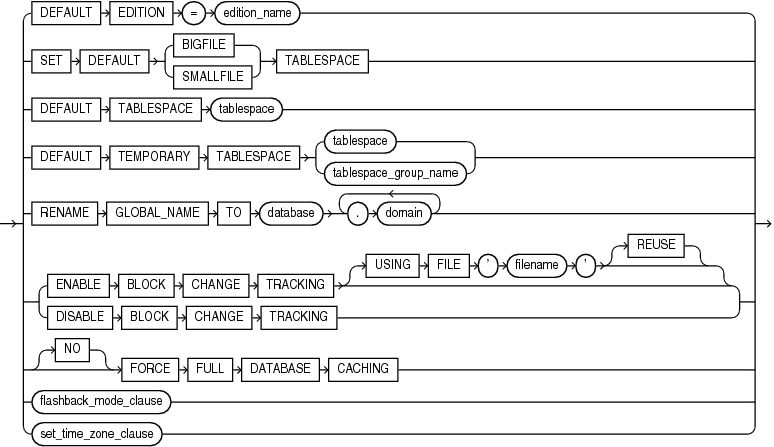 DEFAULT EDITION = edition_name
BIGFILE
SET DEFAULT TABLESPACE
SMALLFILE
DEFAULT TABLESPACE tablespace
tablespace
DEFAULT TEMPORARY TABLESPACE
tablespace_group_name
RENAME GLOBAL_NAME TO database . domain
REUSE
USING FILE ' filename '
ENABLE BLOCK CHANGE TRACKING
DISABLE BLOCK CHANGE TRACKING
NO
FORCE FULL DATABASE CACHING
flashback_mode_clause
set_time_zone_clause